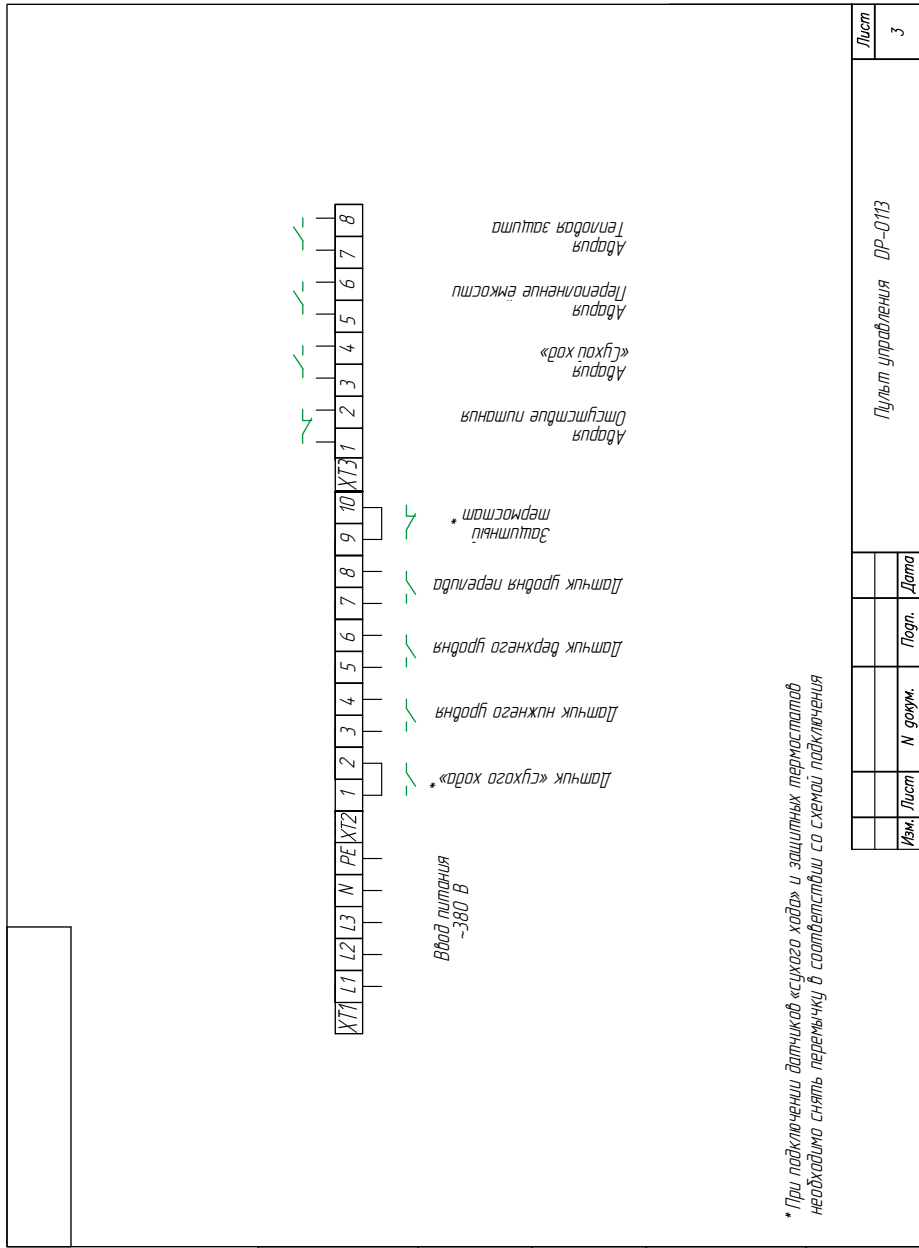 XT1 L1 L2 L3 N PE XT2 1 2 3 4 5 6 7 8 9 10 XT3 1 2 3 4 5 6 7 8
Ввод питания
~380 В
Датчик «сухого хода» *
Датчик нижнего уровня
Датчик верхнего уровня
Датчик уровня перелива
Защитный
термостат *
Авария
Отсутствие питания
Авария
«Сухой ход»
Авария
Переполнение ёмкости
Авария
Тепловая защита
* При подключении датчиков «сухого хода» и защитных термостатов
необходимо снять перемычку в соответствии со схемой подключения
Изм. Лист N докум. Подп. Дата
Пульт управления DP-0113
Лист
3